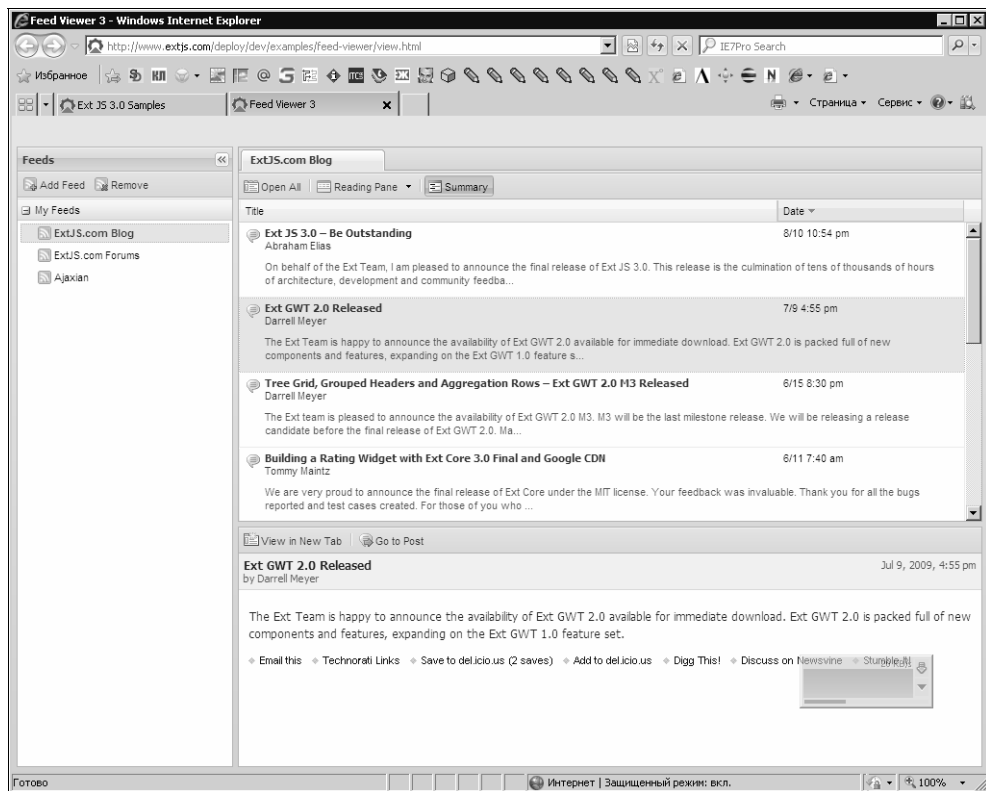 Feed Viewer 3 - Windows Internet Explorer
http://www.extjs.com/deploy/dev/examples/feed-viewer/view.html
IE7Pro Search
Избранное
КП
Ext JS 3.0 Samples
Feed Viewer 3
Страница
Сервис
Feeds
ExtJS.com Blog
Add Feed
Remove
Open All
Reading Pane
Summary
My Feeds
Title
Date
ExtJS.com Blog
ExtJS.com Forums
Ajaxian
Ext JS 3.0 – Be Outstanding
8/10 10:54 pm
Abraham Elias
On behalf of the Ext Team, I am pleased to announce the final release of Ext JS 3.0. This release is the culmination of tens of thousands of hours
of architecture, development and community feedba...
Ext GWT 2.0 Released
7/9 4:55 pm
Darrell Meyer
The Ext Team is happy to announce the availability of Ext GWT 2.0 available for immediate download. Ext GWT 2.0 is packed full of new
components and features, expanding on the Ext GWT 1.0 feature s...
Tree Grid, Grouped Headers and Aggregation Rows – Ext GWT 2.0 M3 Released
6/15 8:30 pm
Darrell Meyer
The Ext team is pleased to announce the availability of Ext GWT 2.0 M3. M3 will be the last milestone release. We will be releasing a release
candidate before the final release of Ext GWT 2.0. Ma...
Building a Rating Widget with Ext Core 3.0 Final and Google CDN
6/11 7:40 am
Tommy Maintz
We are very proud to announce the final release of Ext Core under the MIT license. Your feedback was invaluable. Thank you for all the bugs
reported and test cases created. For those of you who ...
View in New Tab
Go to Post
Ext GWT 2.0 Released
Jul 9, 2009, 4:55 pm
by Darrell Meyer
The Ext Team is happy to announce the availability of Ext GWT 2.0 available for immediate download. Ext GWT 2.0 is packed full of new
components and features, expanding on the Ext GWT 1.0 feature set.
Email this
Technorati Links
Save to del.icio.us (2 saves)
Add to del.icio.us
Digg This!
Discuss on Newsvine
Stumble It!
Готово
Интернет | Защищенный режим: вкл.
100%